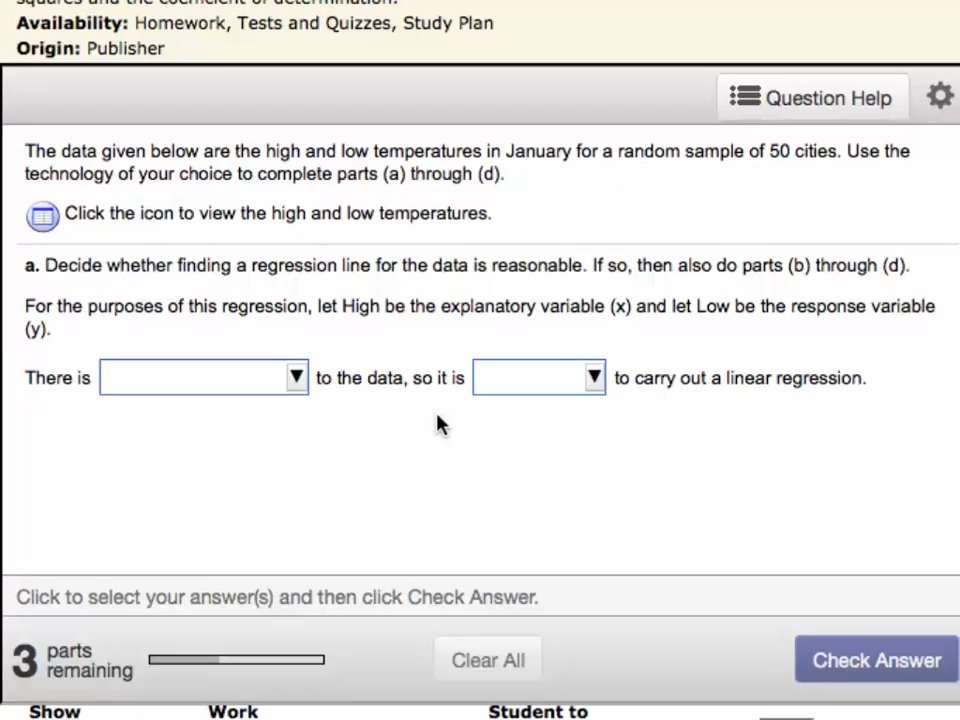 squares and the coefficient of determination.
Availability: Homework, Tests and Quizzes, Study Plan
Origin: Publisher
Question Help
The data given below are the high and low temperatures in January for a random sample of 50 cities. Use the
technology of your choice to complete parts (a) through (d).
Click the icon to view the high and low temperatures.
a. Decide whether finding a regression line for the data is reasonable. If so, then also do parts (b) through (d).
For the purposes of this regression, let High be the explanatory variable (x) and let Low be the response variable
(y).
There is to the data, so it is to carry out a linear regression.
Click to select your answer(s) and then click Check Answer.
3 parts remaining
Clear All
Check Answer
Show Work Student to